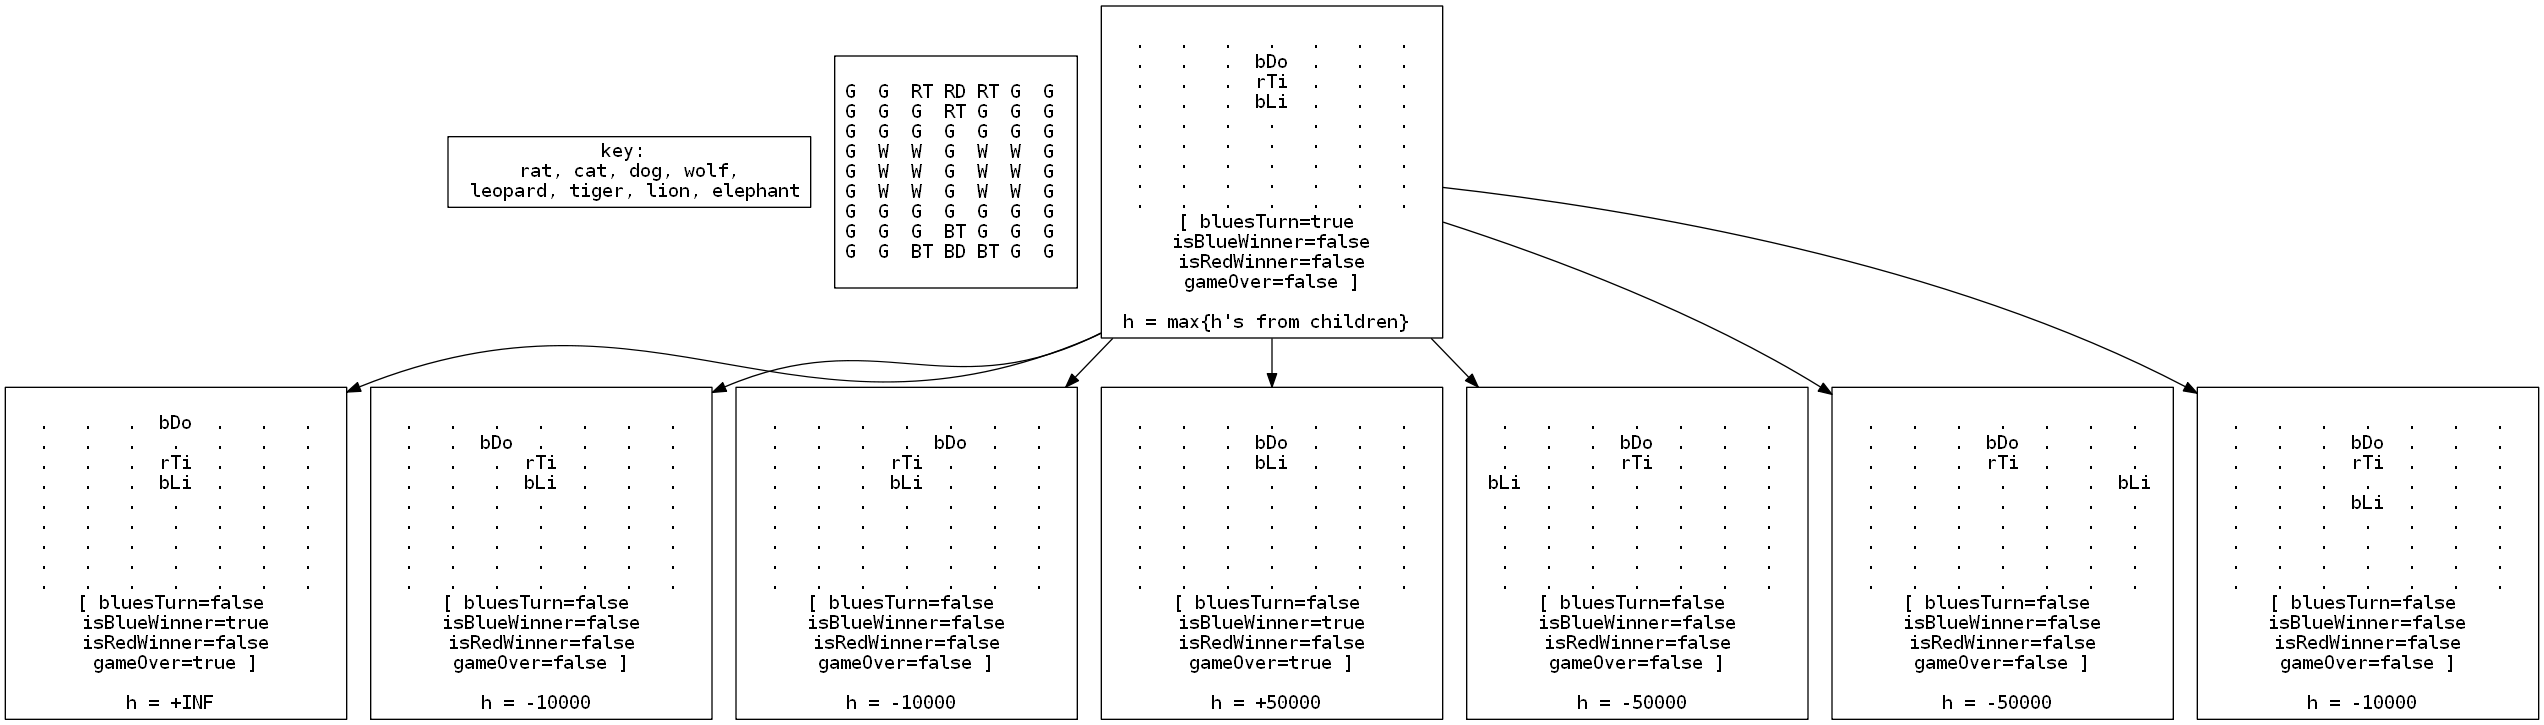 . . . . . . .
. . . bDo . . .
. . . rTi . . .
. . . bLi . . .
. . . . . . .
. . . . . . .
. . . . . . .
. . . . . . .
. . . . . . .
[ bluesTurn=true
isBlueWinner=false
isRedWinner=false
gameOver=false ]
h = max{h's from children}
G G RT RD RT G G
G G G RT G G G
G G G G G G G
G W W G W W G
G W W G W W G
G W W G W W G
G G G G G G G
G G G BT G G G
G G BT BD BT G G
key:
rat, cat, dog, wolf,
leopard, tiger, lion, elephant
. . . bDo . . .
. . . . . . .
. . . rTi . . .
. . . bLi . . .
. . . . . . .
. . . . . . .
. . . . . . .
. . . . . . .
. . . . . . .
[ bluesTurn=false
isBlueWinner=true
isRedWinner=false
gameOver=true ]
h = +INF
. . . . . . .
. . bDo . . . .
. . . rTi . . .
. . . bLi . . .
. . . . . . .
. . . . . . .
. . . . . . .
. . . . . . .
. . . . . . .
[ bluesTurn=false
isBlueWinner=false
isRedWinner=false
gameOver=false ]
h = -10000
. . . . . . .
. . . . bDo . .
. . . rTi . . .
. . . bLi . . .
. . . . . . .
. . . . . . .
. . . . . . .
. . . . . . .
. . . . . . .
[ bluesTurn=false
isBlueWinner=false
isRedWinner=false
gameOver=false ]
h = -10000
. . . . . . .
. . . bDo . . .
. . . bLi . . .
. . . . . . .
. . . . . . .
. . . . . . .
. . . . . . .
. . . . . . .
. . . . . . .
[ bluesTurn=false
isBlueWinner=true
isRedWinner=false
gameOver=true ]
h = +50000
. . . . . . .
. . . bDo . . .
. . . rTi . . .
bLi . . . . . .
. . . . . . .
. . . . . . .
. . . . . . .
. . . . . . .
. . . . . . .
[ bluesTurn=false
isBlueWinner=false
isRedWinner=false
gameOver=false ]
h = -50000
. . . . . . .
. . . bDo . . .
. . . rTi . . .
. . . . . . bLi
. . . . . . .
. . . . . . .
. . . . . . .
. . . . . . .
. . . . . . .
[ bluesTurn=false
isBlueWinner=false
isRedWinner=false
gameOver=false ]
h = -50000
. . . . . . .
. . . bDo . . .
. . . rTi . . .
. . . . . . .
. . . bLi . . .
. . . . . . .
. . . . . . .
. . . . . . .
. . . . . . .
[ bluesTurn=false
isBlueWinner=false
isRedWinner=false
gameOver=false ]
h = -10000